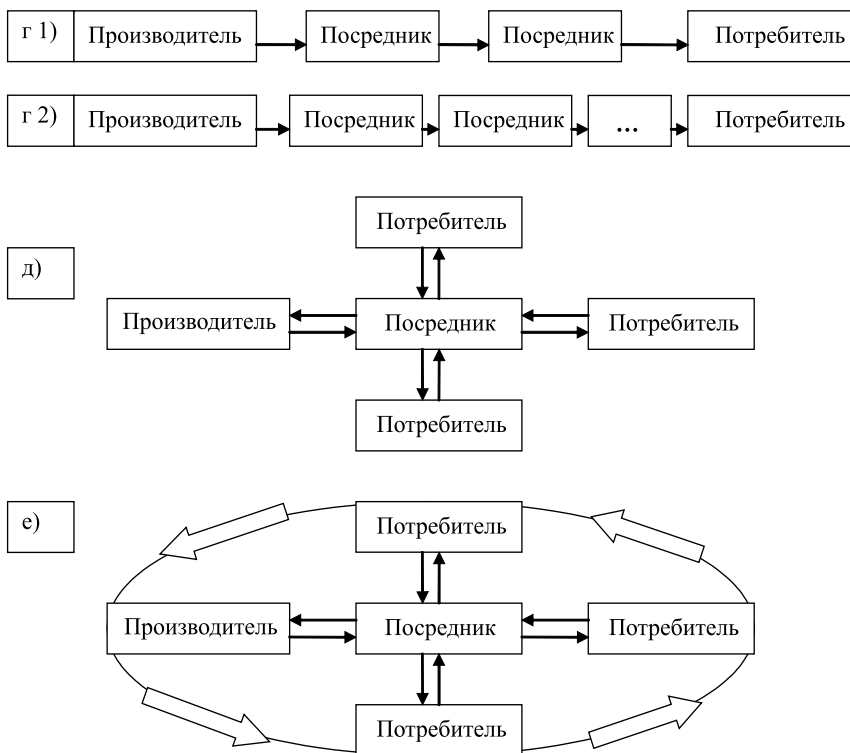 г 1) Производитель Посредник Посредник Потребитель
г 2) Производитель Посредник Посредник ... Потребитель
Потребитель
д)
Производитель Посредник Потребитель
Потребитель
е)
Потребитель
Производитель Посредник Потребитель
Потребитель